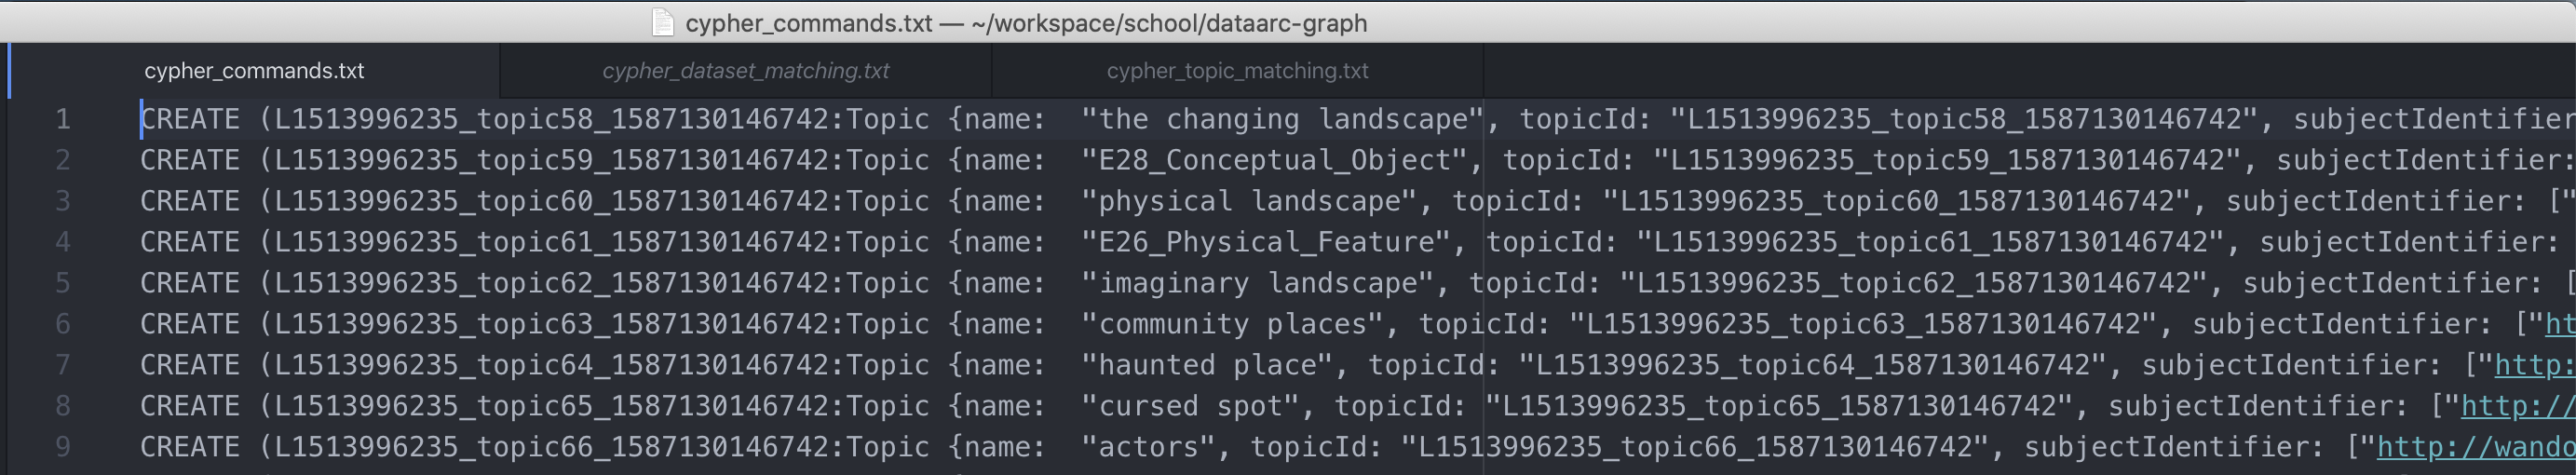 cypher_commands.txt — ~/workspace/school/dataarc-graph
cypher_commands.txt cypher_dataset_matching.txt cypher_topic_matching.txt
1 CREATE (L1513996235_topic58_1587130146742:Topic {name:  "the changing landscape", topicId: "L1513996235_topic58_1587130146742", subjectIdentifier
2 CREATE (L1513996235_topic59_1587130146742:Topic {name:  "E28_Conceptual_Object", topicId: "L1513996235_topic59_1587130146742", subjectIdentifier:
3 CREATE (L1513996235_topic60_1587130146742:Topic {name:  "physical landscape", topicId: "L1513996235_topic60_1587130146742", subjectIdentifier: ["
4 CREATE (L1513996235_topic61_1587130146742:Topic {name:  "E26_Physical_Feature", topicId: "L1513996235_topic61_1587130146742", subjectIdentifier:
5 CREATE (L1513996235_topic62_1587130146742:Topic {name:  "imaginary landscape", topicId: "L1513996235_topic62_1587130146742", subjectIdentifier: [
6 CREATE (L1513996235_topic63_1587130146742:Topic {name:  "community places", topicId: "L1513996235_topic63_1587130146742", subjectIdentifier: ["ht
7 CREATE (L1513996235_topic64_1587130146742:Topic {name:  "haunted place", topicId: "L1513996235_topic64_1587130146742", subjectIdentifier: ["http:
8 CREATE (L1513996235_topic65_1587130146742:Topic {name:  "cursed spot", topicId: "L1513996235_topic65_1587130146742", subjectIdentifier: ["http://
9 CREATE (L1513996235_topic66_1587130146742:Topic {name:  "actors", topicId: "L1513996235_topic66_1587130146742", subjectIdentifier: ["http://wando